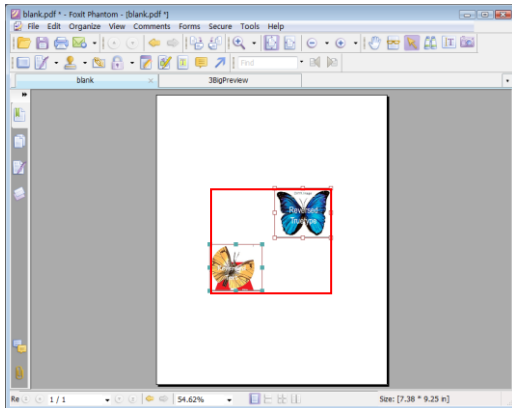 blank.pdf * - Foxit Phantom - [blank.pdf *]
File Edit Organize View Comments Forms Secure Tools Help
Find
blank
3BigPreview
Reversed
Truetype
Re
1 / 1
54.62%
Size: [7.38 * 9.25 in]